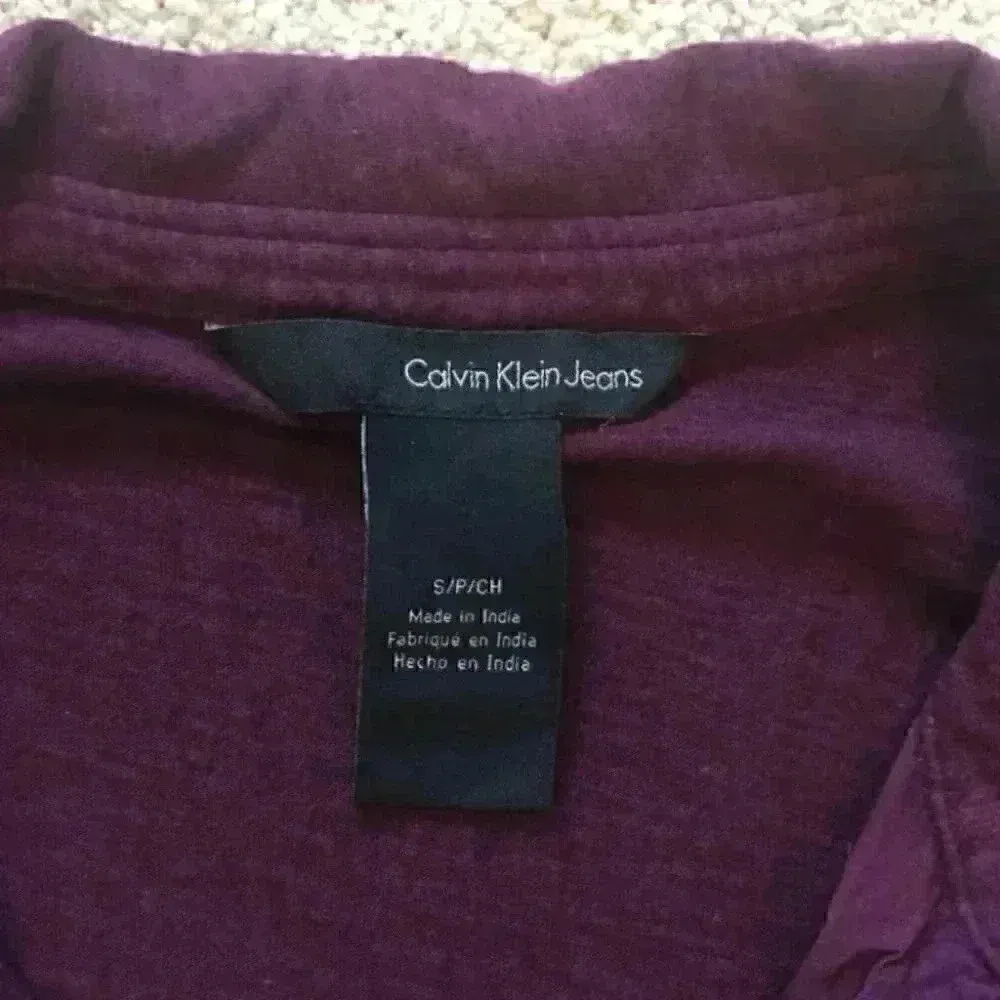 Calvin Klein Jeans
S/P/CH
Made in India
Fabriqué en India
Hecho en India